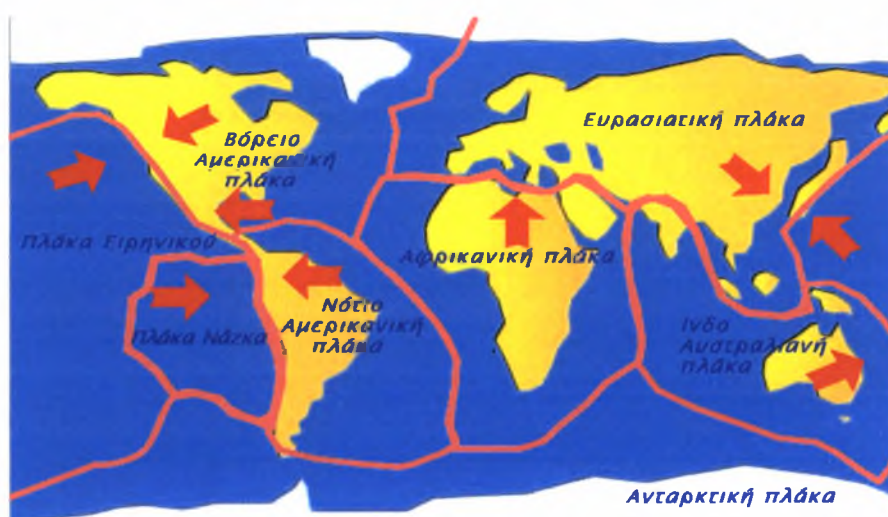 Ευρασιατική πλάκα
Βόρειο
Αμερικανική
πλάκα
Πλάκα Ειρηνικού
Αφρικανική πλάκα
Πλάκα Νάζκα
Νότιο
Αμερικανική
πλάκα
Ινδο
Αυστραλιανή
πλάκα
Ανταρκτική πλάκα